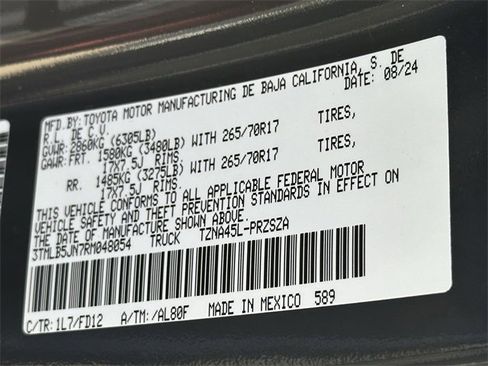 MFD.BY:TOYOTA MOTOR MANUFACTURING DE BAJA CALIFORNIA, S. DE
R.L. DE C.V. DATE: 08/24
GVWR: 2860KG (6305LB)
GAWR:FRT. 1580KG (3480LB) WITH 265/70R17 TIRES,
17X7.5J RIMS.
RR. 1485KG (3275LB) WITH 265/70R17 TIRES,
17X7.5J RIMS.
THIS VEHICLE CONFORMS TO ALL APPLICABLE FEDERAL MOTOR
VEHICLE SAFETY AND THEFT PREVENTION STANDARDS IN EFFECT ON
THE DATE OF MANUFACTURE SHOWN ABOVE.
3TMLB5JN7RM048054 TRUCK TZNA45L-PRZSZA
C/TR: 1L7/FD12 A/TM:/AL80F MADE IN MEXICO 589